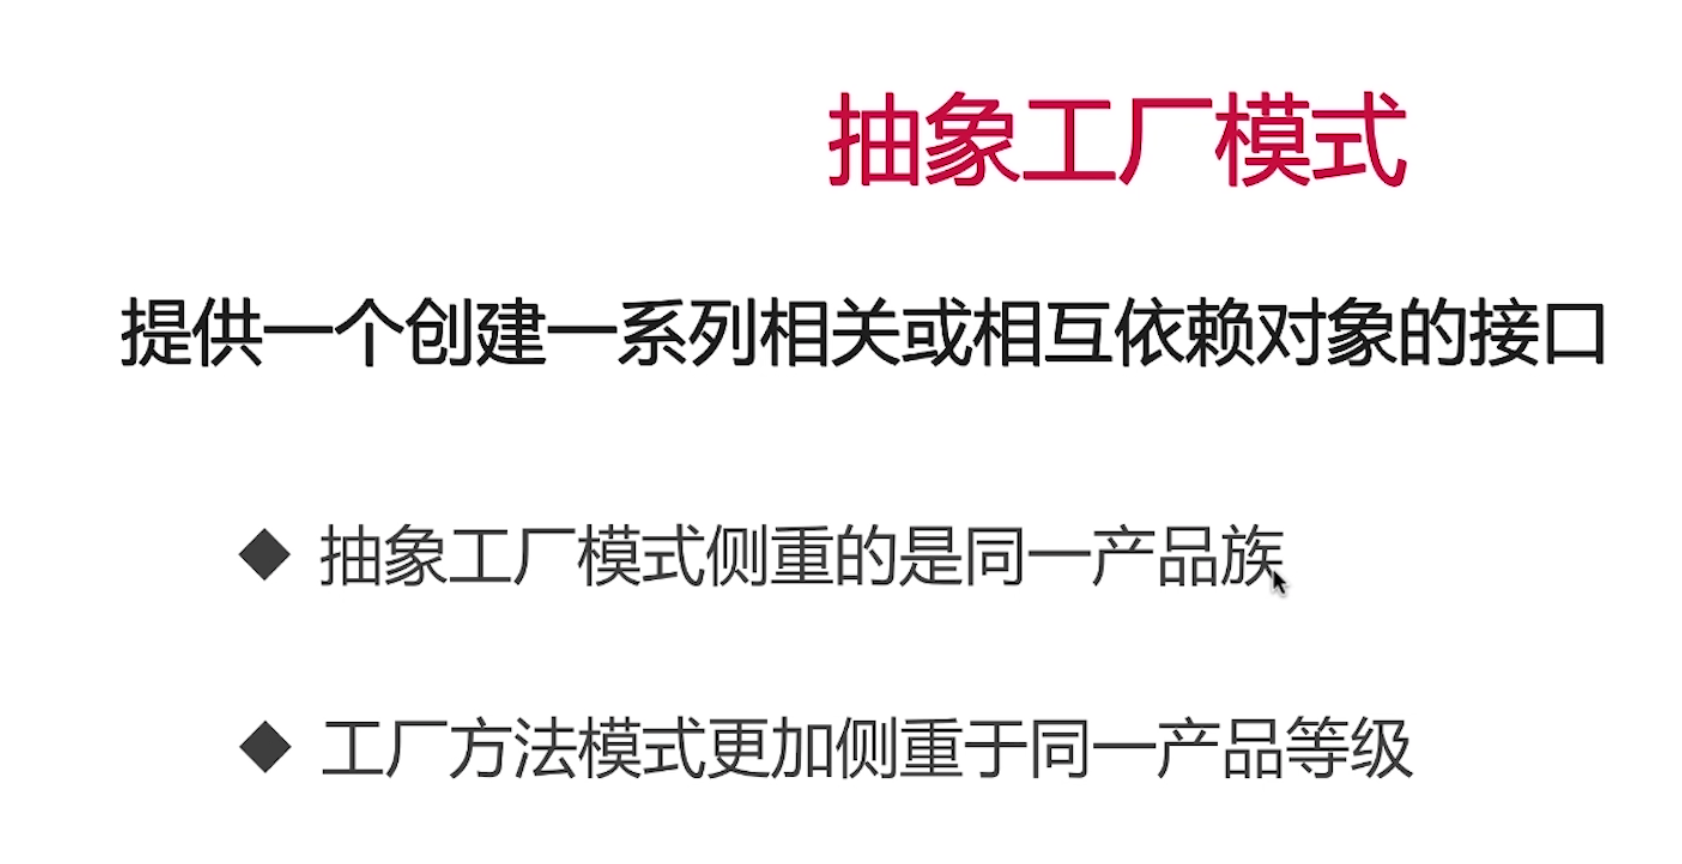 抽象工厂模式
提供一个创建一系列相关或相互依赖对象的接口
◆ 抽象工厂模式侧重的是同一产品族
◆ 工厂方法模式更加侧重于同一产品等级